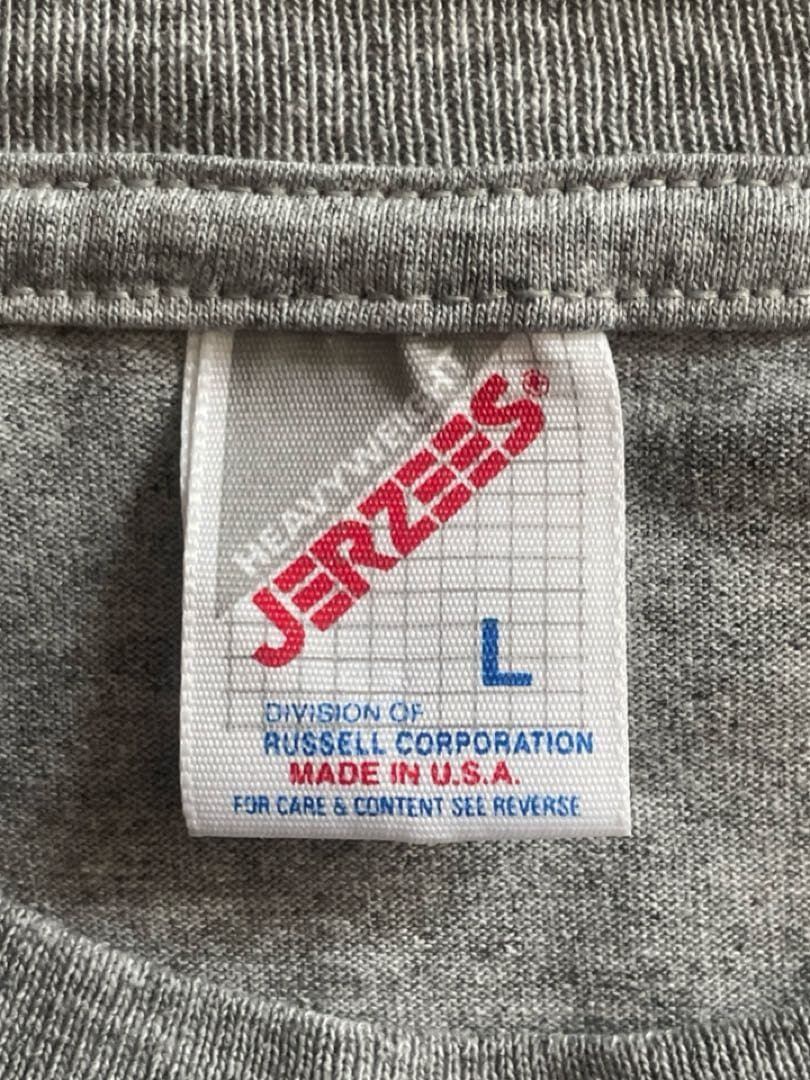 HEAVYWEIGHT
JERZEES®
L
DIVISION OF
RUSSELL CORPORATION
MADE IN U.S.A.
FOR CARE & CONTENT SEE REVERSE